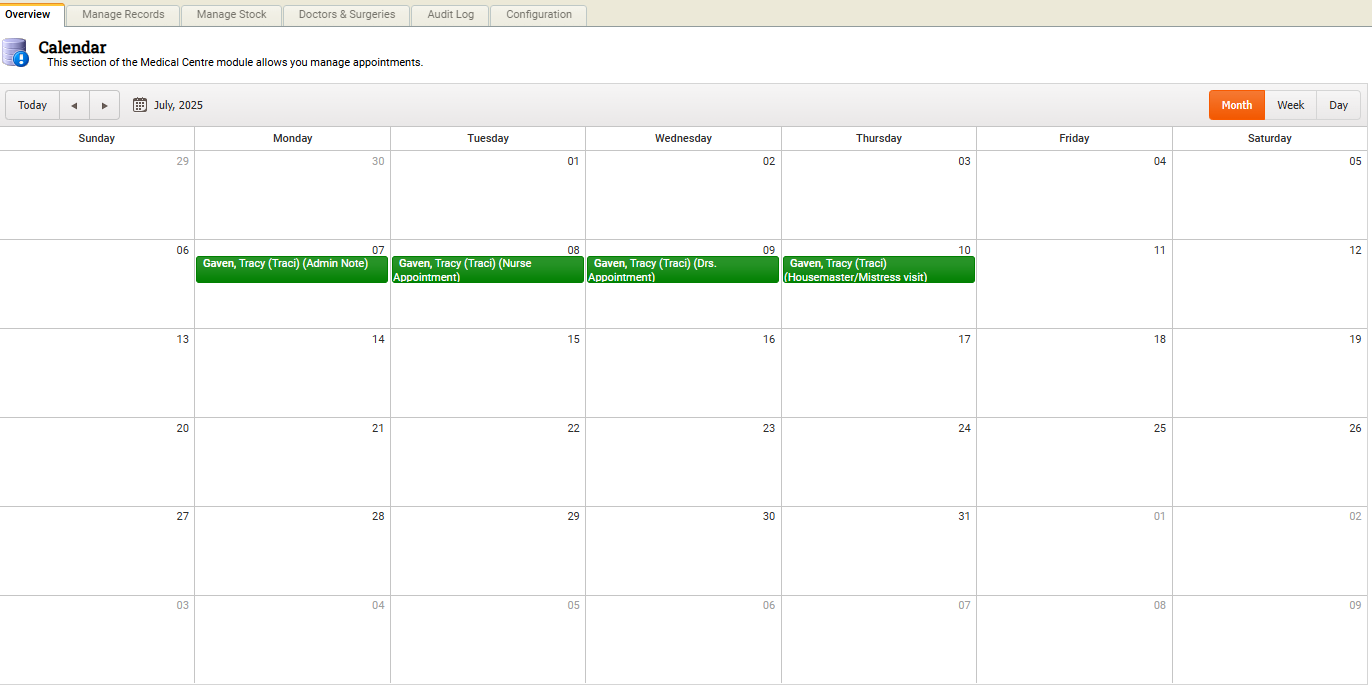 Overview Manage Records Manage Stock Doctors & Surgeries Audit Log Configuration
Calendar
This section of the Medical Centre module allows you manage appointments.
Today July, 2025 Month Week Day
Sunday Monday Tuesday Wednesday Thursday Friday Saturday
29 30 01 02 03 04 05
06 07 08 09 10 11 12
Gaven, Tracy (Traci) (Admin Note)
Gaven, Tracy (Traci) (Nurse
Appointment)
Gaven, Tracy (Traci) (Drs.
Appointment)
Gaven, Tracy (Traci)
(Housemaster/Mistress visit)
13 14 15 16 17 18 19
20 21 22 23 24 25 26
27 28 29 30 31 01 02
03 04 05 06 07 08 09